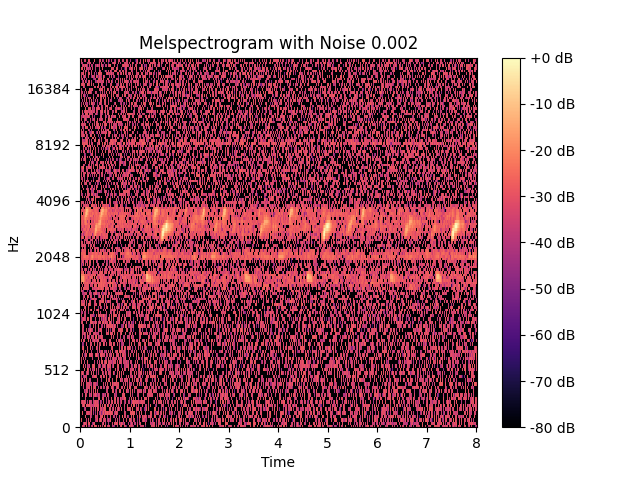 Melspectrogram with Noise 0.002
Hz
16384
8192
4096
2048
1024
512
0
0 1 2 3 4 5 6 7 8
Time
+0 dB
-10 dB
-20 dB
-30 dB
-40 dB
-50 dB
-60 dB
-70 dB
-80 dB